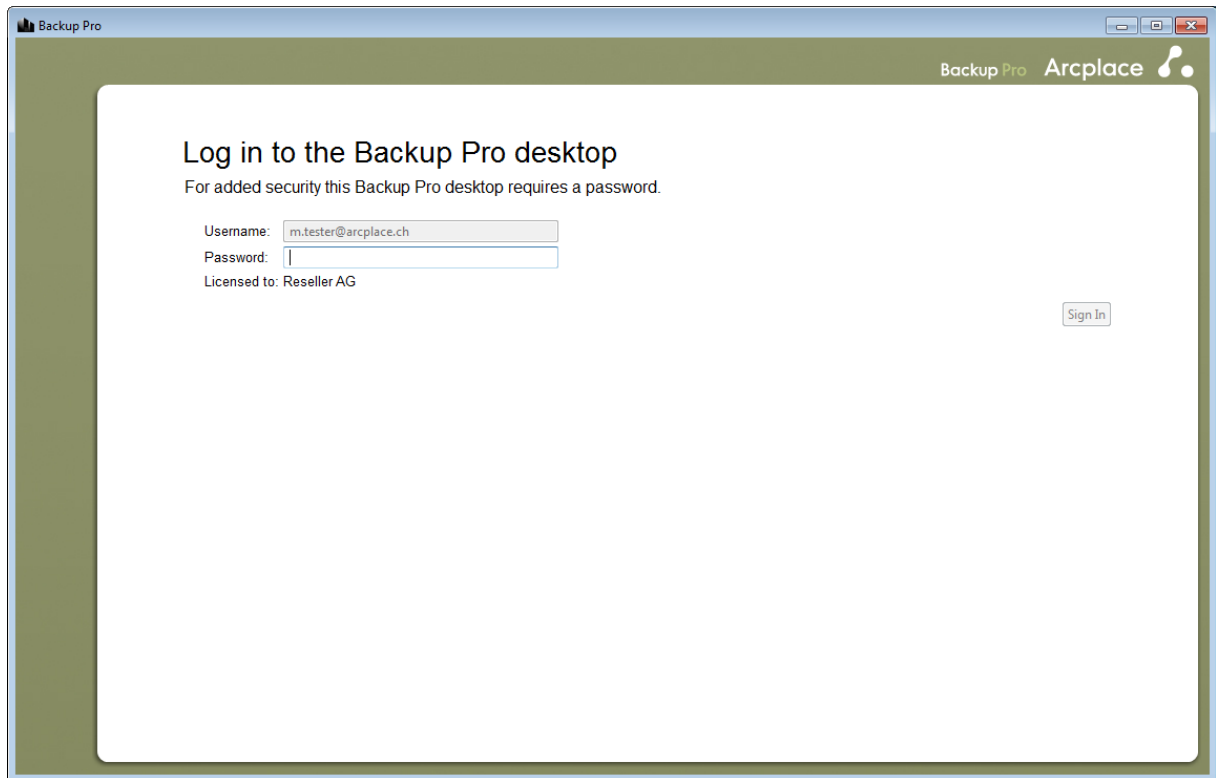 Backup Pro
Backup Pro Arcplace
Log in to the Backup Pro desktop
For added security this Backup Pro desktop requires a password.
Username: m.tester@arcplace.ch
Password:
Licensed to: Reseller AG
Sign In